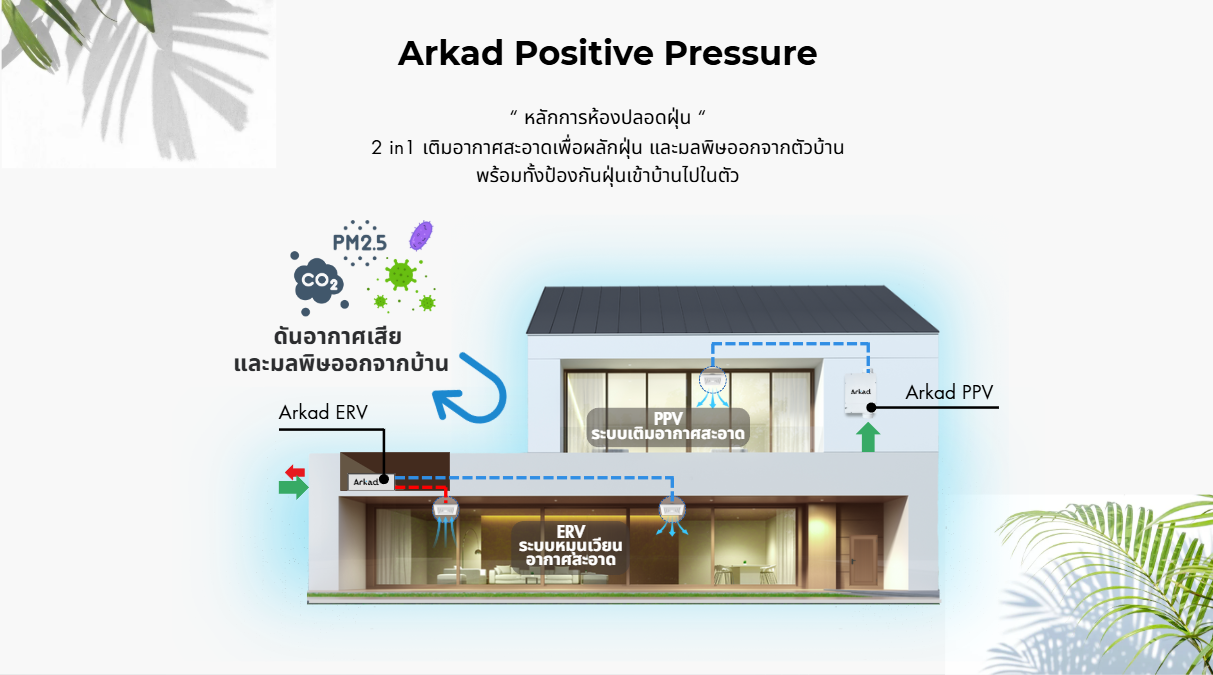 Arkad Positive Pressure
“ หลักการห้องปลอดฝุ่น “
2 in1 เติมอากาศสะอาดเพื่อผลักฝุ่น และมลพิษออกจากตัวบ้าน
พร้อมทั้งป้องกันฝุ่นเข้าบ้านไปในตัว
PM2.5
CO2
ดันอากาศเสีย
และมลพิษออกจากบ้าน
Arkad ERV
Arkad
Arkad PPV
Arkad
PPV
ระบบเติมอากาศสะอาด
ERV
ระบบหมุนเวียน
อากาศสะอาด